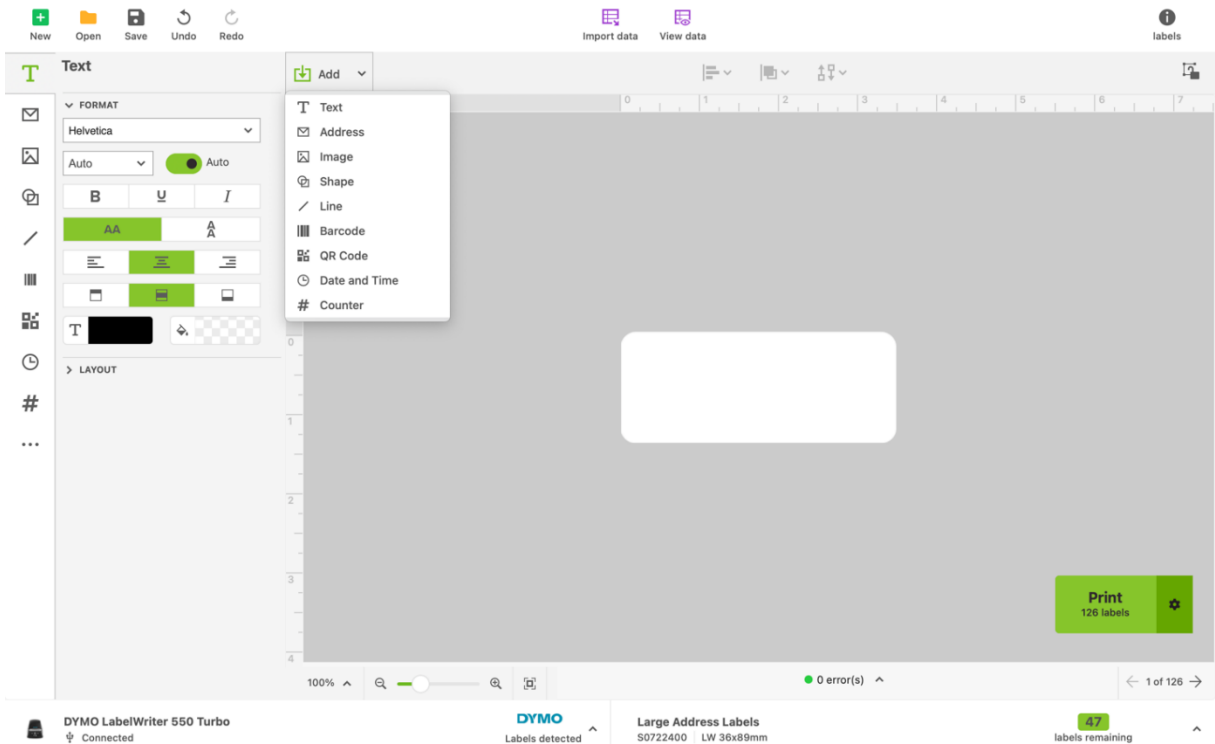 New
Open
Save
Undo
Redo
Import data
View data
labels
Text
FORMAT
Helvetica
Auto
Auto
B
U
I
AA
A
A
T
LAYOUT
Add
Text
Address
Image
Shape
Line
Barcode
QR Code
Date and Time
# Counter
0 1 2 3 4 5 6 7
0
1
2
3
4
Print
126 labels
100%
0 error(s)
1 of 126
DYMO LabelWriter 550 Turbo
Connected
DYMO
Labels detected
Large Address Labels
S0722400 LW 36x89mm
47
labels remaining